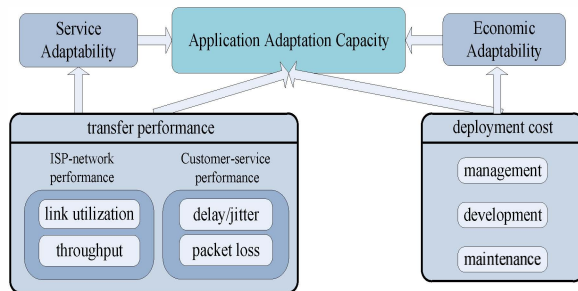 Service
Adaptability
Application Adaptation Capacity
Economic
Adaptability
transfer performance
ISP-network
performance
Customer-service
performance
link utilization
throughput
delay/jitter
packet loss
deployment cost
management
development
maintenance